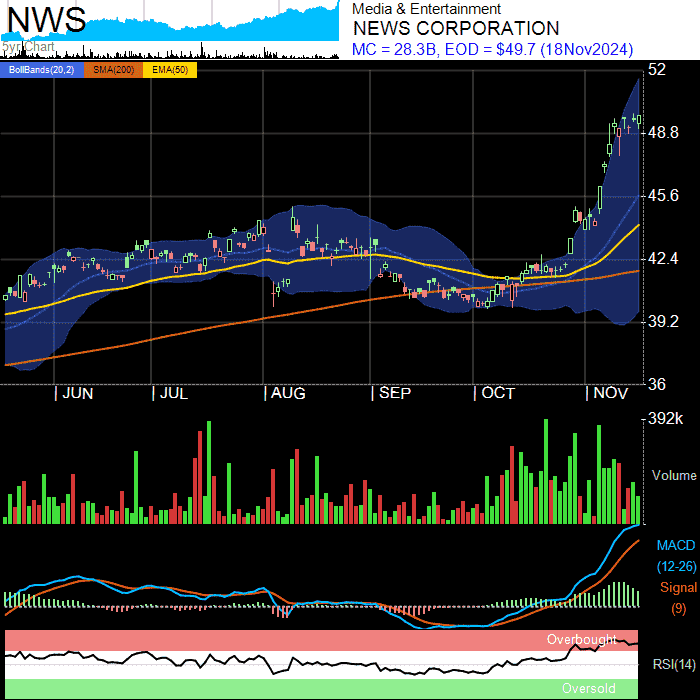 NWS
5yr Chart
Media & Entertainment
NEWS CORPORATION
MC = 28.3B, EOD = $49.7 (18Nov2024)
BollBands(20,2) SMA(200) EMA(50)
52
48.8
45.6
42.4
39.2
36
JUN JUL AUG SEP OCT NOV
392k
Volume
MACD
(12-26)
Signal
(9)
Overbought
RSI(14)
Oversold